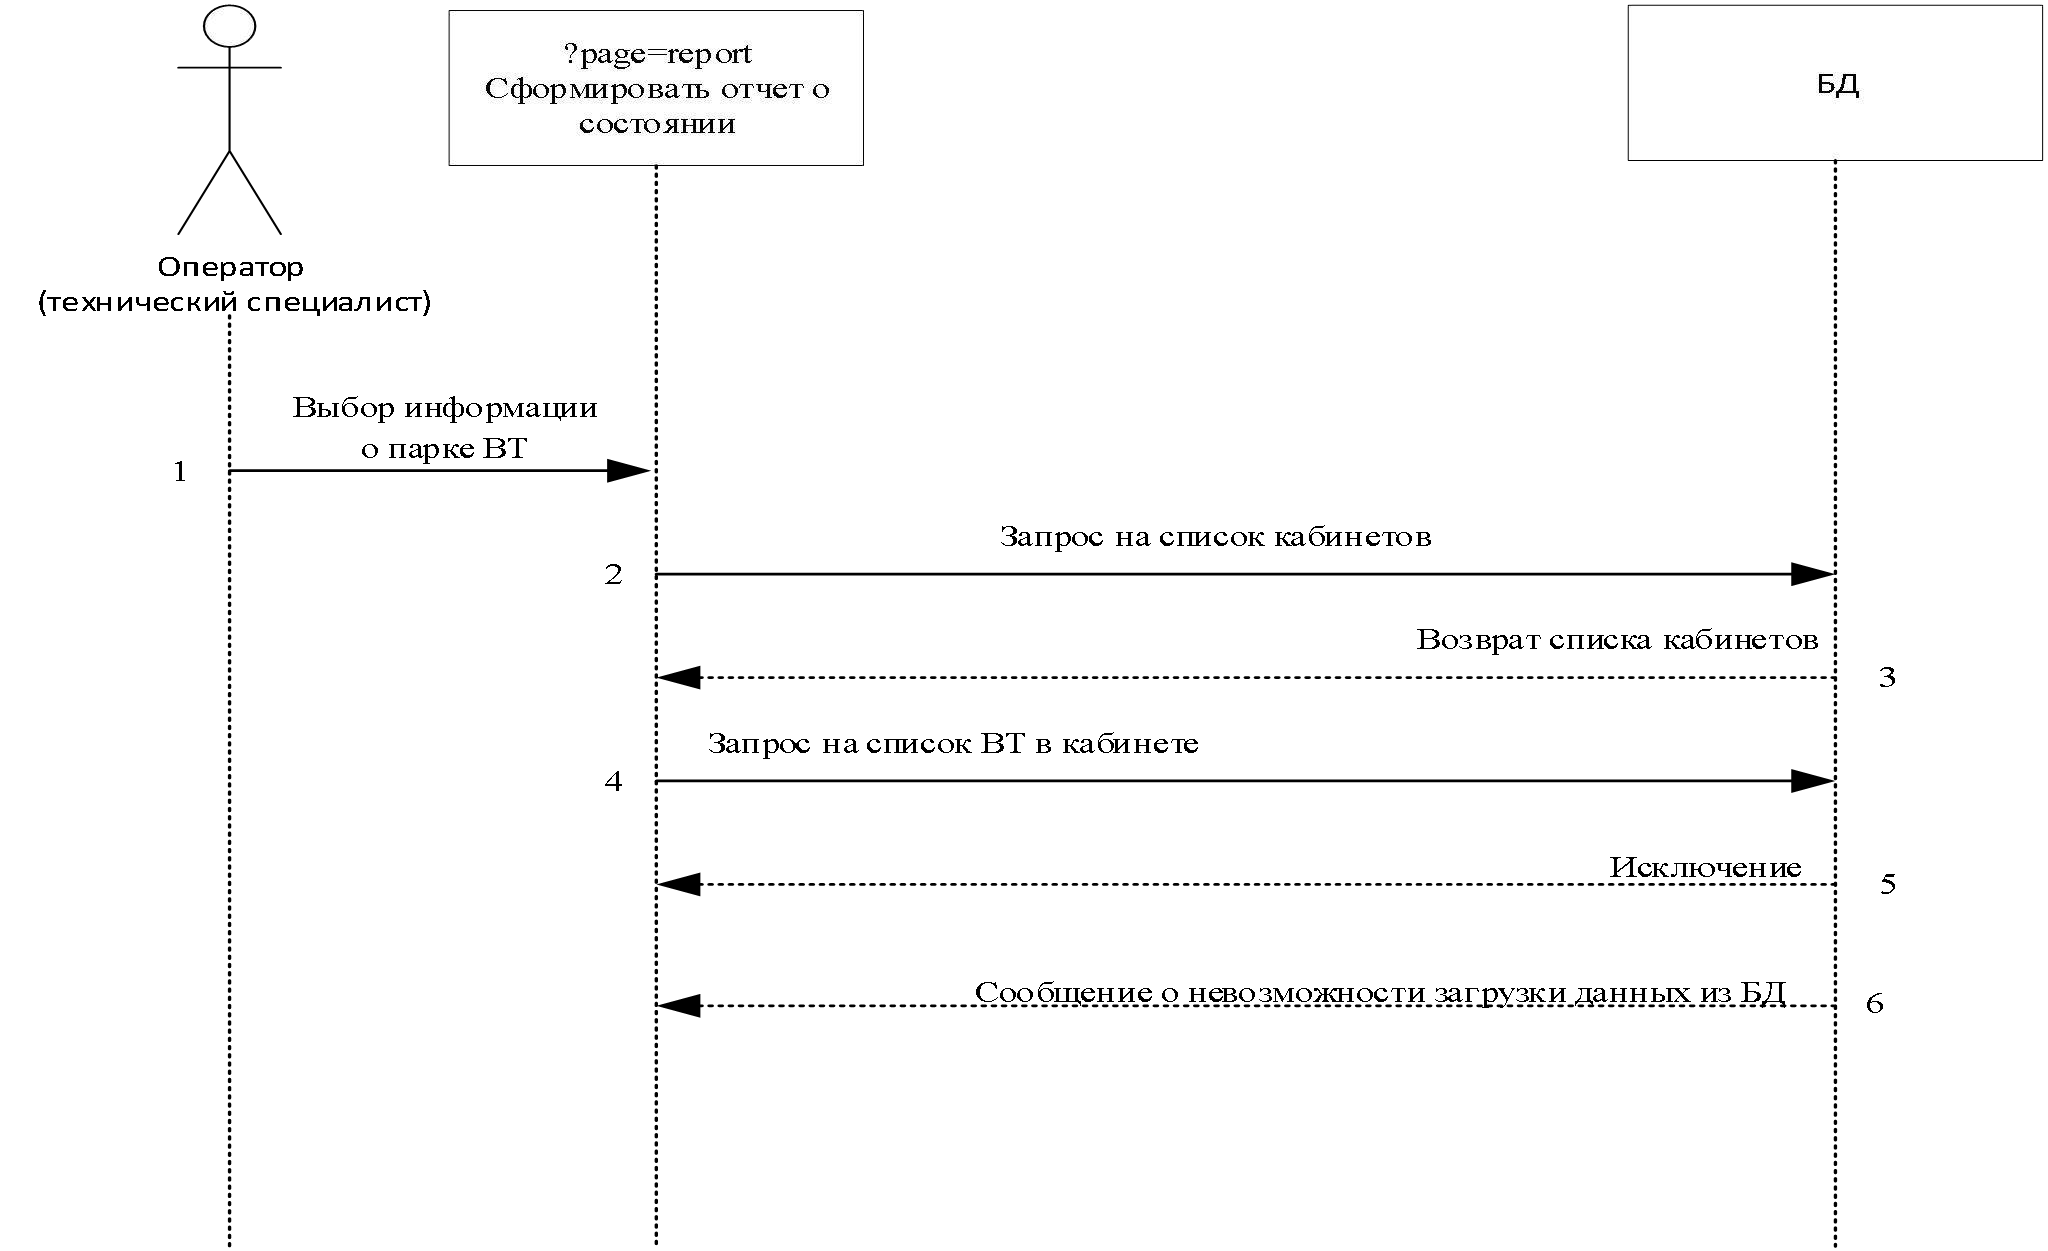 ?page=report
Сформировать отчет о
состоянии
БД
Оператор
(технический специалист)
Выбор информации
о парке ВТ
1
Запрос на список кабинетов
2
Возврат списка кабинетов
3
Запрос на список ВТ в кабинете
4
Исключение
5
Сообщение о невозможности загрузки данных из БД
6